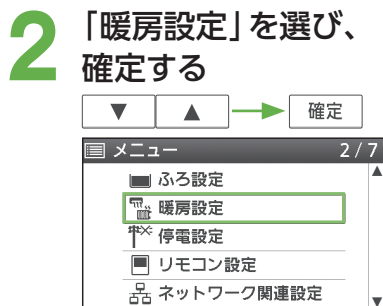 2 「暖房設定」を選び、
確定する
▼ ▲ → 確定
メニュー 2/7
ふろ設定
暖房設定
停電設定
リモコン設定
ネットワーク関連設定